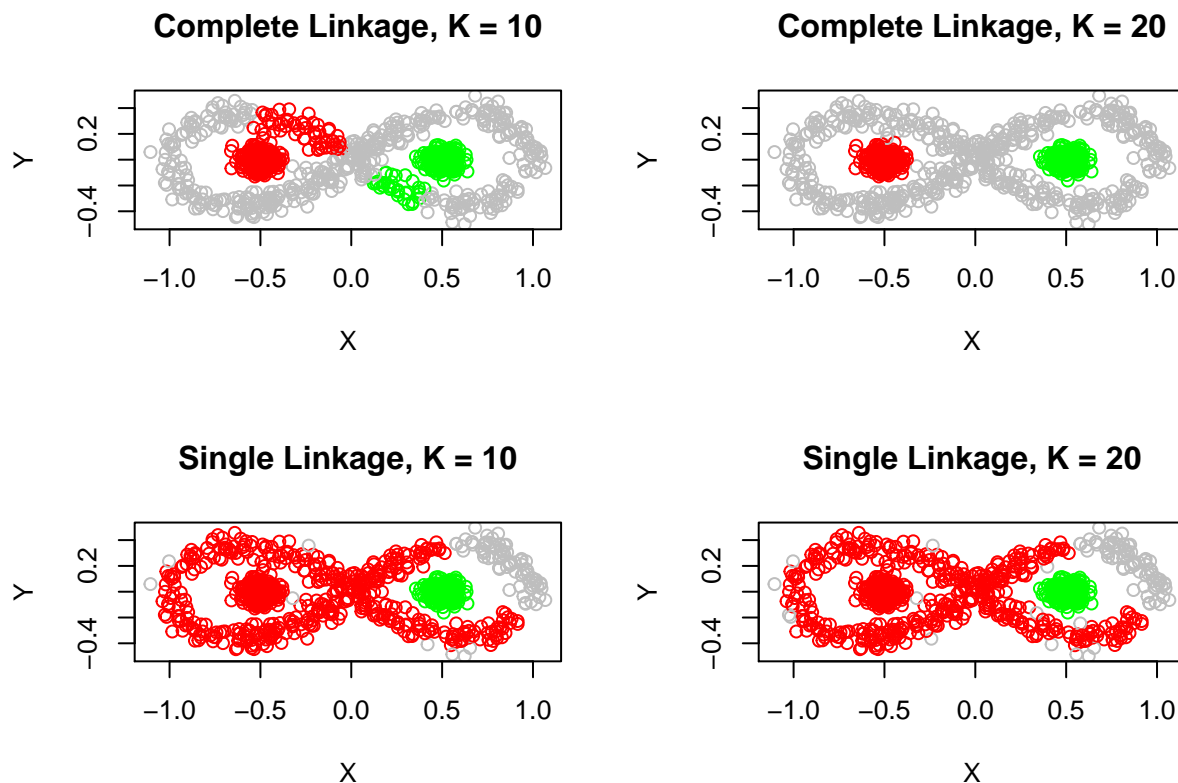 Complete Linkage, K = 10
Y
0.2
−0.4
−1.0 −0.5 0.0 0.5 1.0
X
Complete Linkage, K = 20
Y
0.2
−0.4
−1.0 −0.5 0.0 0.5 1.0
X
Single Linkage, K = 10
Y
0.2
−0.4
−1.0 −0.5 0.0 0.5 1.0
X
Single Linkage, K = 20
Y
0.2
−0.4
−1.0 −0.5 0.0 0.5 1.0
X